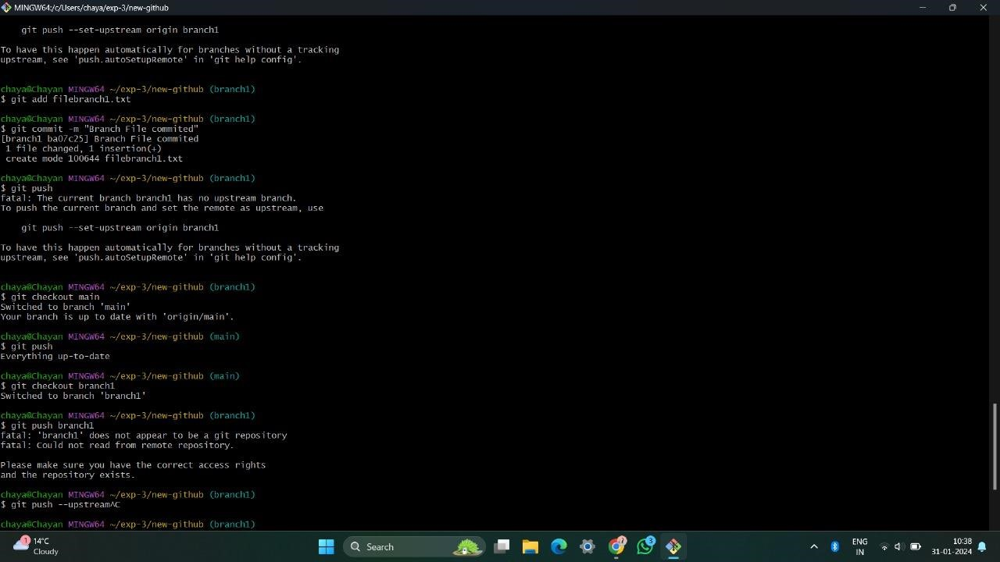 MINGW64:/c/Users/chaya/exp-3/new-github
git push --set-upstream origin branch1
To have this happen automatically for branches without a tracking
upstream, see 'push.autoSetupRemote' in 'git help config'.
chaya@Chayan MINGW64 ~/exp-3/new-github (branch1)
$ git add filebranch1.txt
chaya@Chayan MINGW64 ~/exp-3/new-github (branch1)
$ git commit -m "Branch File commited"
[branch1 ba07c25] Branch File commited
1 file changed, 1 insertion(+)
create mode 100644 filebranch1.txt
chaya@Chayan MINGW64 ~/exp-3/new-github (branch1)
$ git push
fatal: The current branch branch1 has no upstream branch.
To push the current branch and set the remote as upstream, use
git push --set-upstream origin branch1
To have this happen automatically for branches without a tracking
upstream, see 'push.autoSetupRemote' in 'git help config'.
chaya@Chayan MINGW64 ~/exp-3/new-github (branch1)
$ git checkout main
Switched to branch 'main'
Your branch is up to date with 'origin/main'.
chaya@Chayan MINGW64 ~/exp-3/new-github (main)
$ git push
Everything up-to-date
chaya@Chayan MINGW64 ~/exp-3/new-github (main)
$ git checkout branch1
Switched to branch 'branch1'
chaya@Chayan MINGW64 ~/exp-3/new-github (branch1)
$ git push branch1
fatal: 'branch1' does not appear to be a git repository
fatal: Could not read from remote repository.
Please make sure you have the correct access rights
and the repository exists.
chaya@Chayan MINGW64 ~/exp-3/new-github (branch1)
$ git push --upstream^C
chaya@Chayan MINGW64 ~/exp-3/new-github (branch1)
1
14°C
Cloudy
Search
3
ENG
IN
10:38
31-01-2024